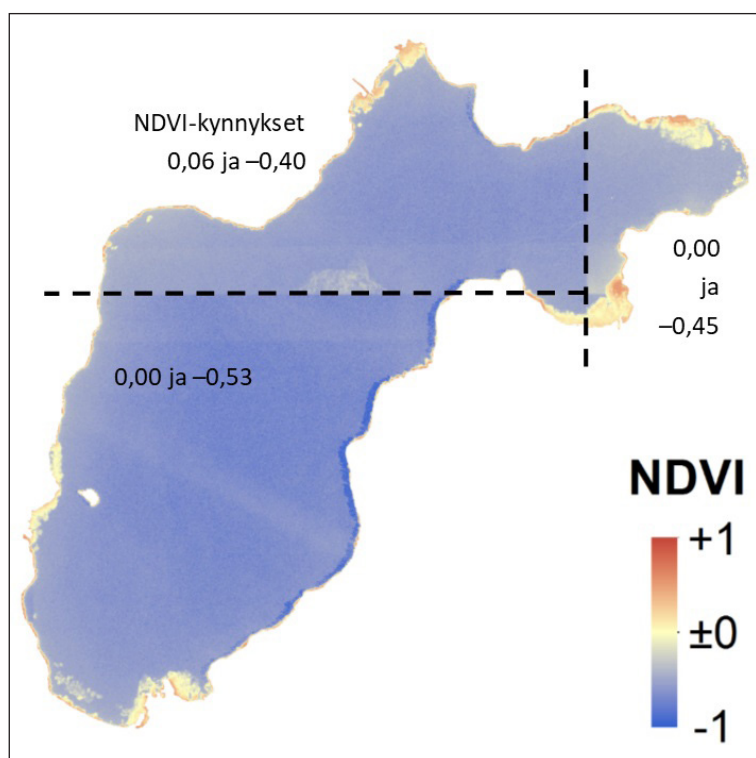 NDVI-kynnykset
0,06 ja –0,40
0,00
ja
–0,45
0,00 ja –0,53
NDVI
+1
±0
-1